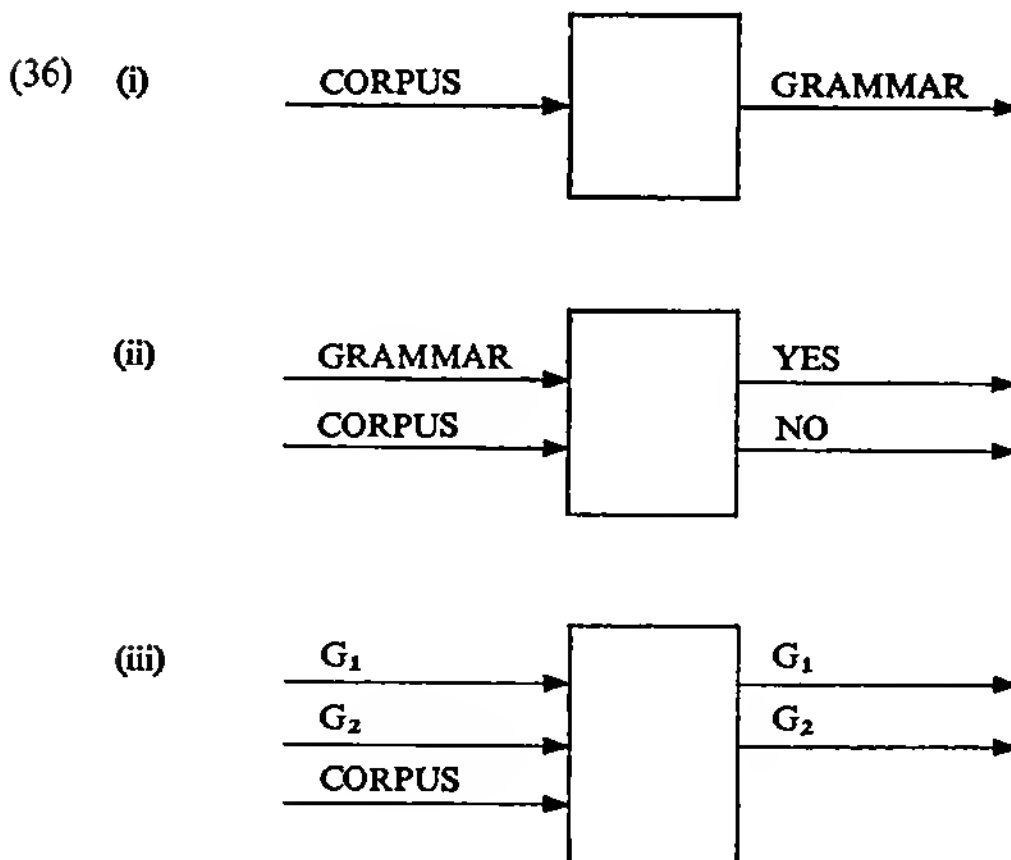 (36) (i) CORPUS GRAMMAR
(ii) GRAMMAR YES
CORPUS NO
(iii) G₁ G₁
G₂ G₂
CORPUS